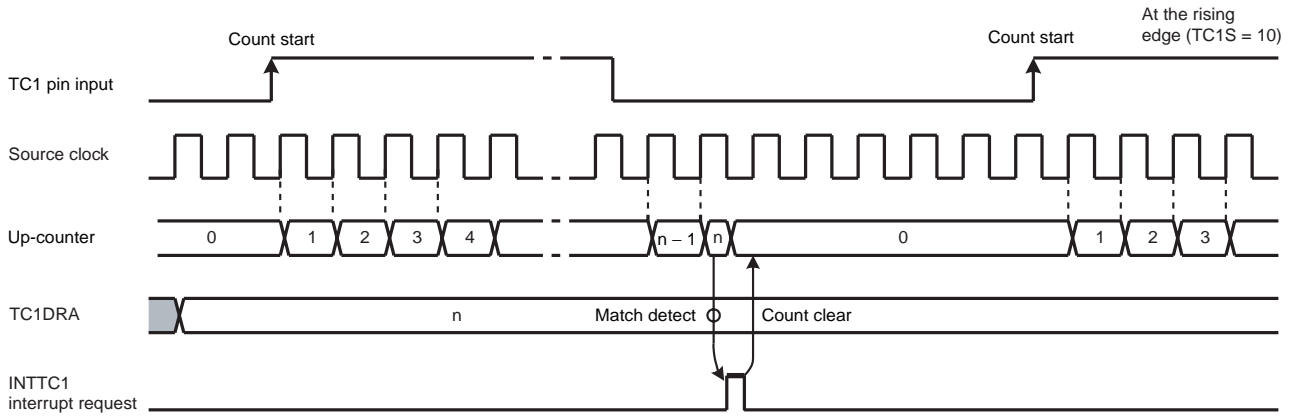 At the rising
edge (TC1S = 10)
Count start
Count start
TC1 pin input
Source clock
Up-counter
0
1
2
3
4
n – 1
n
0
1
2
3
TC1DRA
n
Match detect
Count clear
INTTC1
interrupt request